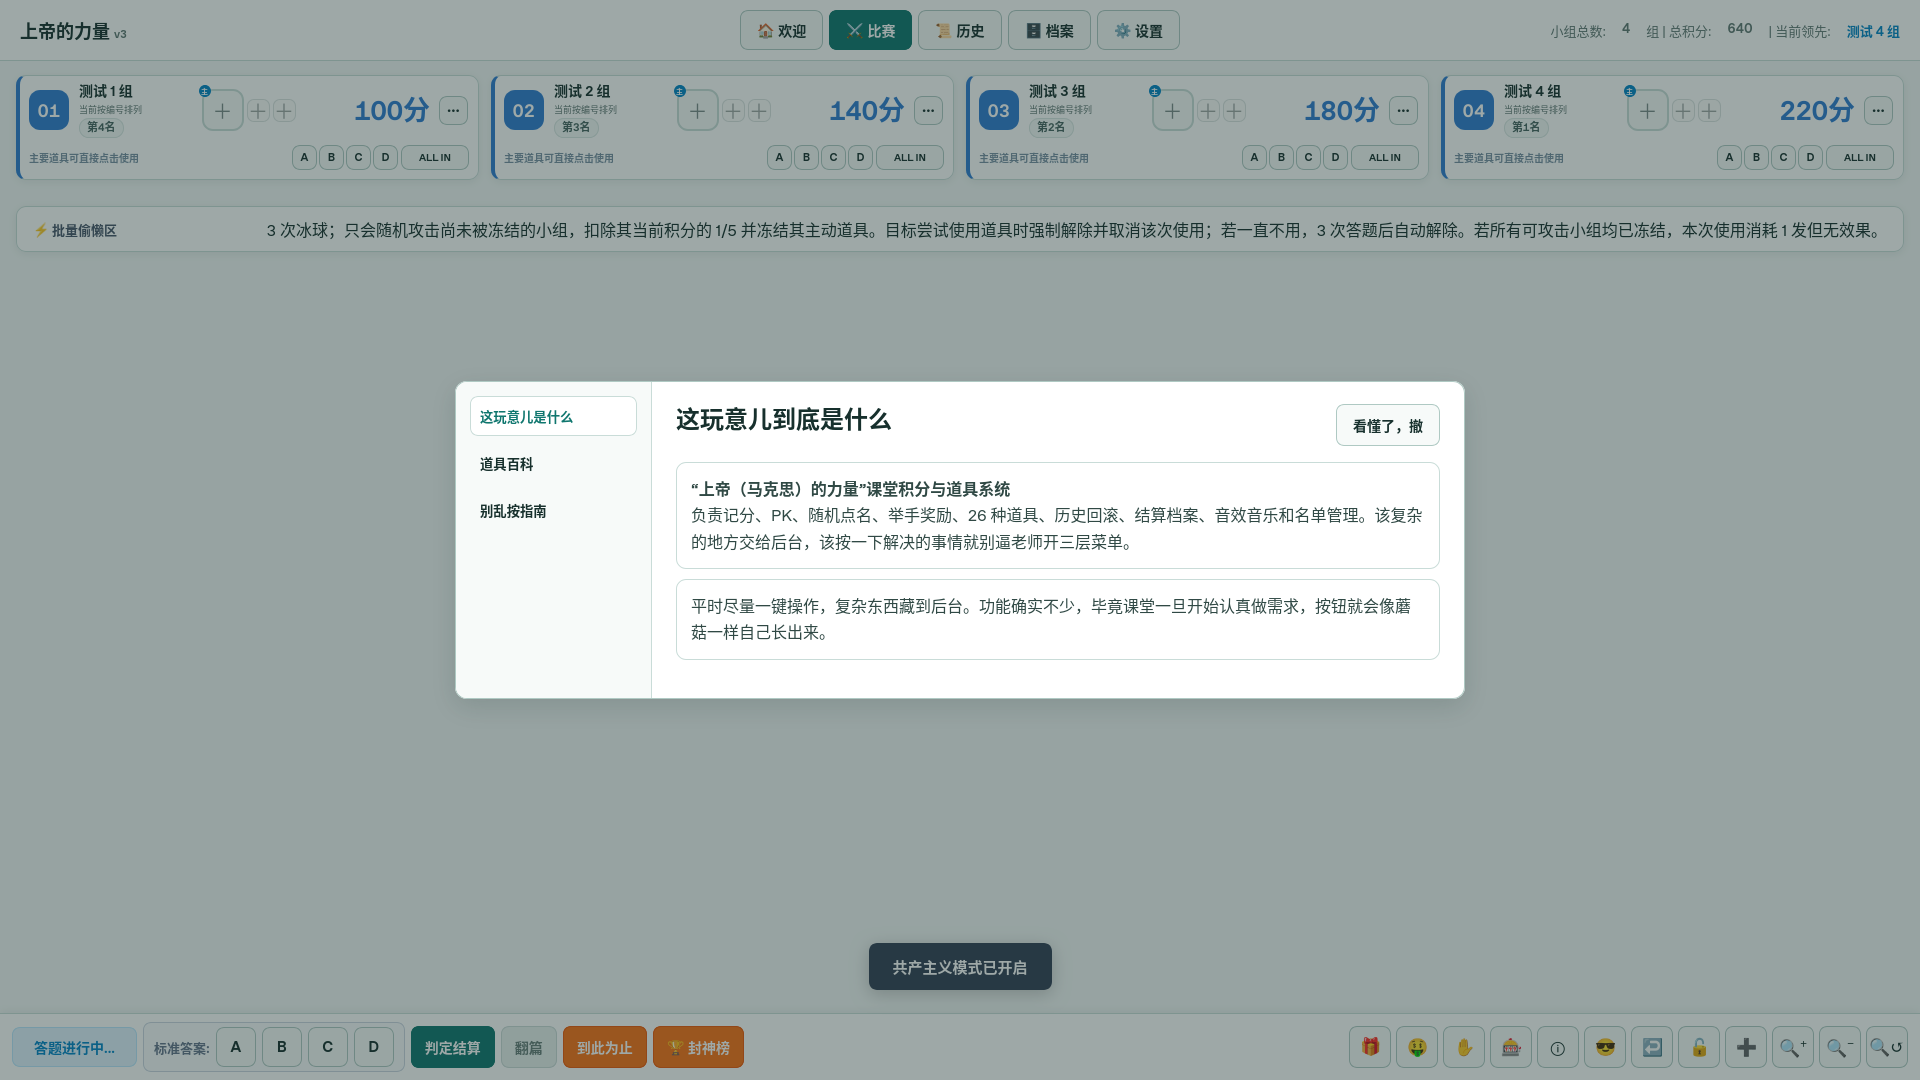 上帝的力量 v3
🏠 欢迎
⚔️ 比赛
📜 历史
🗄️ 档案
⚙️ 设置
小组总数: 4 组 | 总积分: 640 | 当前领先: 测试 4 组
01
测试 1 组
当前按编号排列
第4名
主
100分
···
主要道具可直接点击使用
A B C D ALL IN
02
测试 2 组
当前按编号排列
第3名
主
140分
···
主要道具可直接点击使用
A B C D ALL IN
03
测试 3 组
当前按编号排列
第2名
主
180分
···
主要道具可直接点击使用
A B C D ALL IN
04
测试 4 组
当前按编号排列
第1名
主
220分
···
主要道具可直接点击使用
A B C D ALL IN
⚡ 批量偷懒区
3 次冰球；只会随机攻击尚未被冻结的小组，扣除其当前积分的 1/5 并冻结其主动道具。目标尝试使用道具时强制解除并取消该次使用；若一直不用，3 次答题后自动解除。若所有可攻击小组均已冻结，本次使用消耗 1 发但无效果。
这玩意儿是什么
道具百科
别乱按指南
这玩意儿到底是什么
看懂了，撤
“上帝（马克思）的力量”课堂积分与道具系统
负责记分、PK、随机点名、举手奖励、26 种道具、历史回滚、结算档案、音效音乐和名单管理。该复杂
的地方交给后台，该按一下解决的事情就别逼老师开三层菜单。
平时尽量一键操作，复杂东西藏到后台。功能确实不少，毕竟课堂一旦开始认真做需求，按钮就会像蘑
菇一样自己长出来。
共产主义模式已开启
答题进行中...
标准答案: A B C D
判定结算
翻篇
到此为止
🏆 封神榜